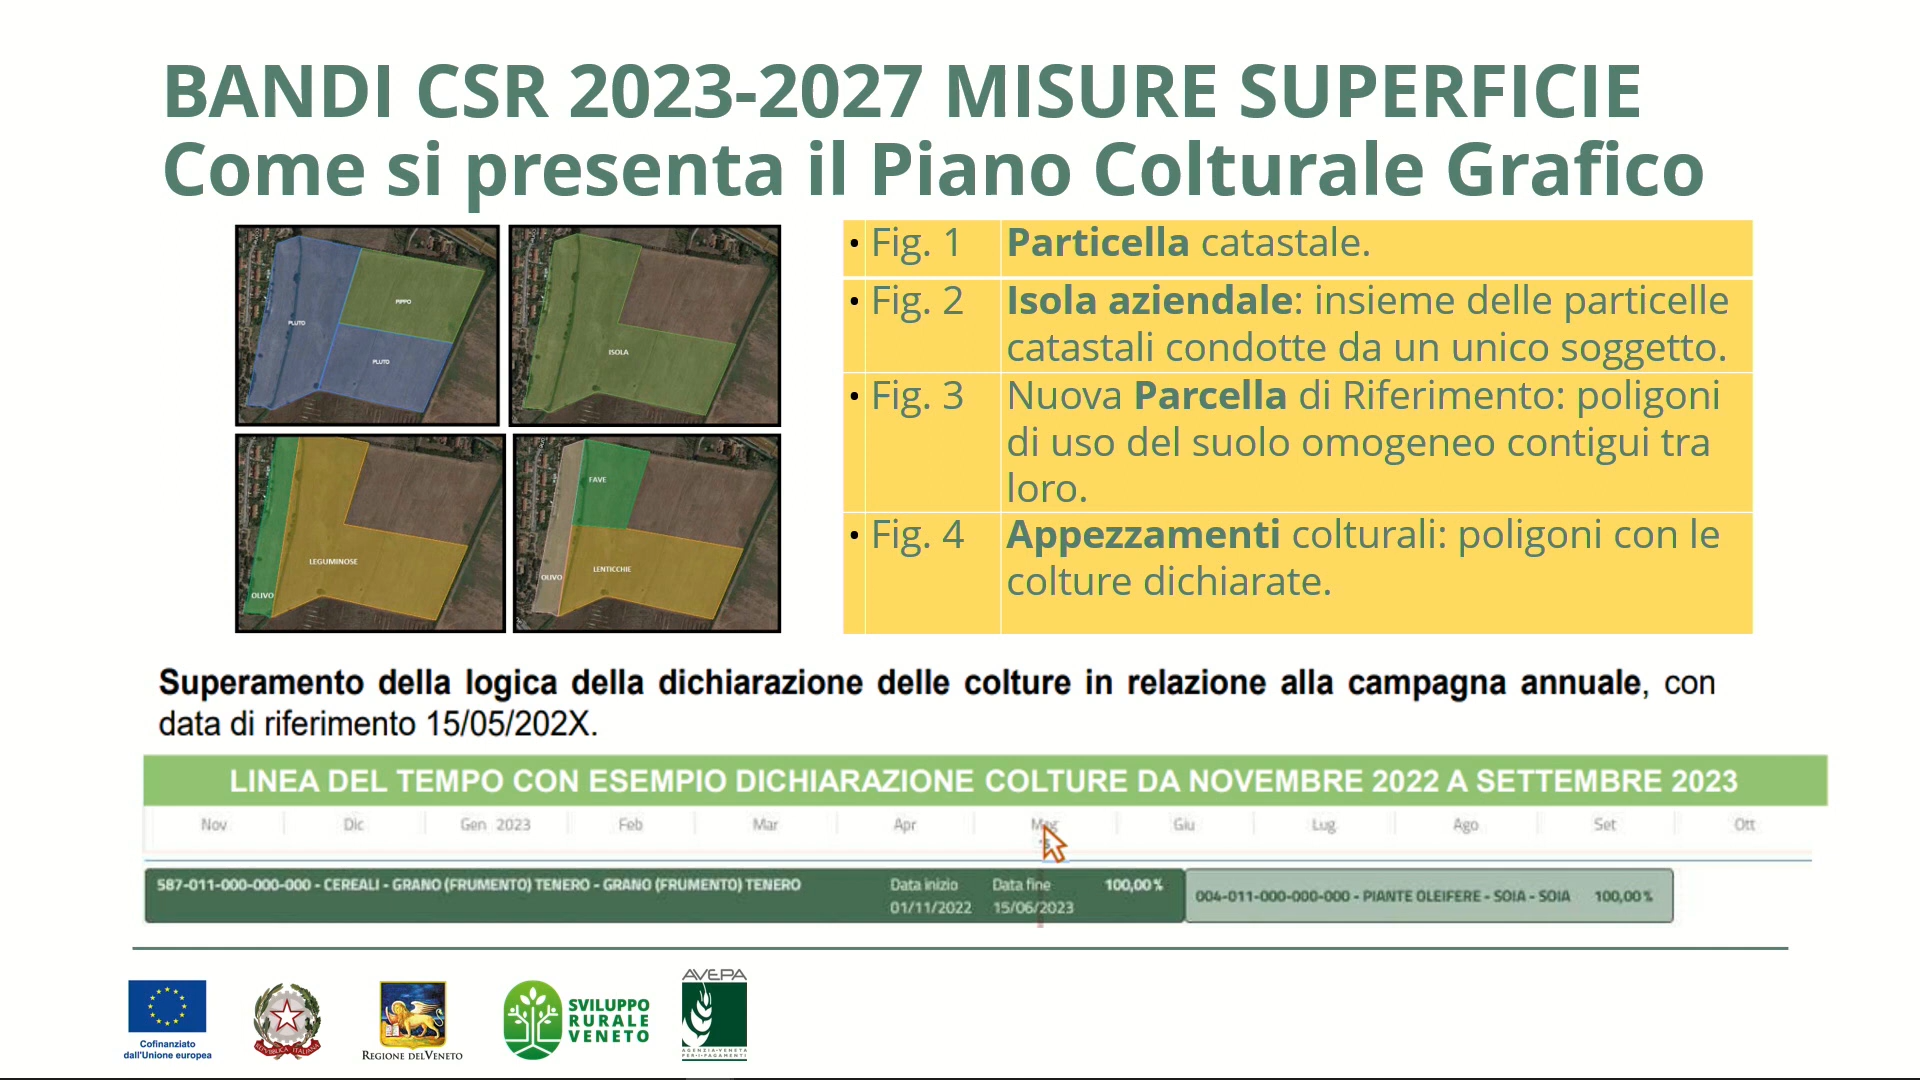 BANDI CSR 2023-2027 MISURE SUPERFICIE
Come si presenta il Piano Colturale Grafico
PLUTO
PIPPO
PLUTO
ISOLA
OLIVO
LEGUMINOSE
FAVE
OLIVO
LENTICCHIE
• Fig. 1 Particella catastale.
• Fig. 2 Isola aziendale: insieme delle particelle
catastali condotte da un unico soggetto.
• Fig. 3 Nuova Parcella di Riferimento: poligoni
di uso del suolo omogeneo contigui tra
loro.
• Fig. 4 Appezzamenti colturali: poligoni con le
colture dichiarate.
Superamento della logica della dichiarazione delle colture in relazione alla campagna annuale, con
data di riferimento 15/05/202X.
LINEA DEL TEMPO CON ESEMPIO DICHIARAZIONE COLTURE DA NOVEMBRE 2022 A SETTEMBRE 2023
Nov Dic Gen 2023 Feb Mar Apr Mag Giu Lug Ago Set Ott
587-011-000-000-000 - CEREALI - GRANO (FRUMENTO) TENERO - GRANO (FRUMENTO) TENERO Data inizio Data fine 100,00 %
01/11/2022 15/06/2023
004-011-000-000-000 - PIANTE OLEIFERE - SOIA - SOIA 100,00 %
Cofinanziato
dall'Unione europea
REPVBBLICA ITALIANA
REGIONE DEL VENETO
SVILUPPO
RURALE
VENETO
AVEPA
AGENZIA VENETA
PER I PAGAMENTI